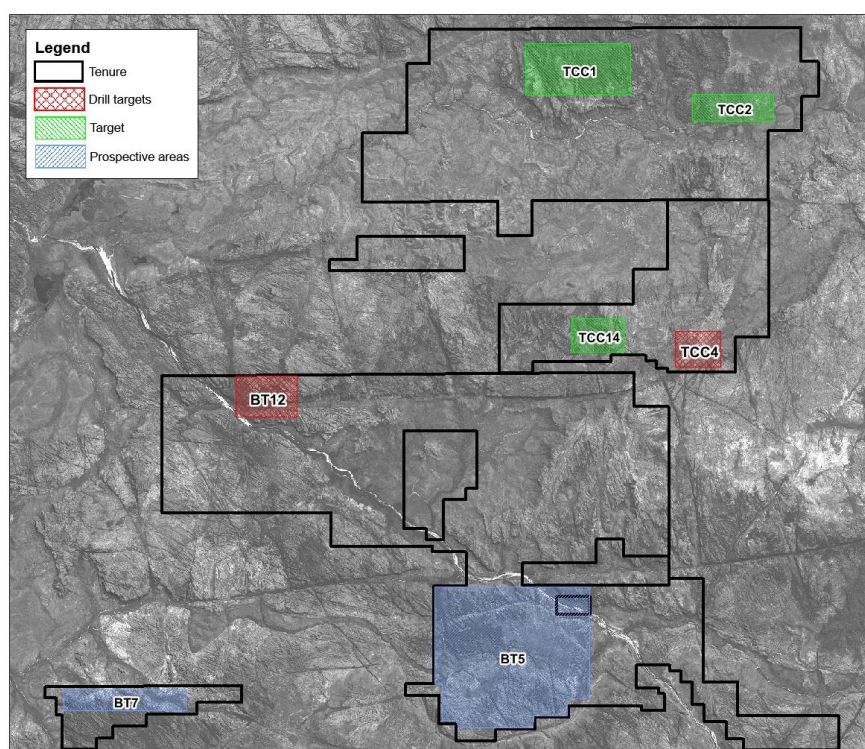 Legend
Tenure
Drill targets
Target
Prospective areas
TCC1
TCC2
TCC14
TCC4
BT12
BT5
BT7